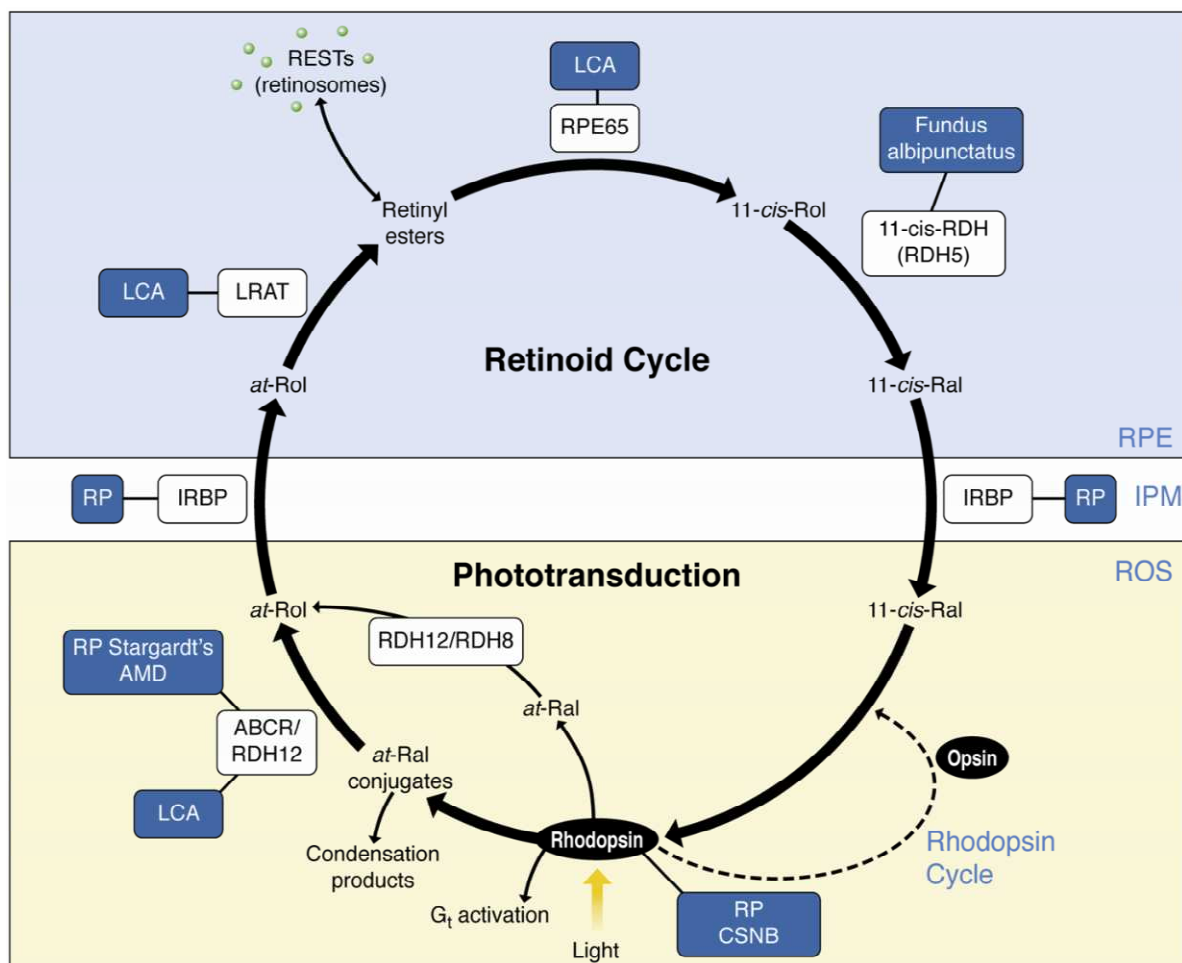 RESTs
(retinosomes)
LCA
RPE65
Fundus
albipunctatus
11-cis-RDH
(RDH5)
Retinyl
esters
11-cis-Rol
LCA
LRAT
Retinoid Cycle
at-Rol
11-cis-Ral
RPE
RP
IRBP
IRBP
RP
IPM
Phototransduction
ROS
at-Rol
11-cis-Ral
RDH12/RDH8
RP Stargardt's
AMD
at-Ral
ABCR/
RDH12
at-Ral
conjugates
Opsin
LCA
Rhodopsin
Rhodopsin
Cycle
Condensation
products
Gt activation
RP
CSNB
Light